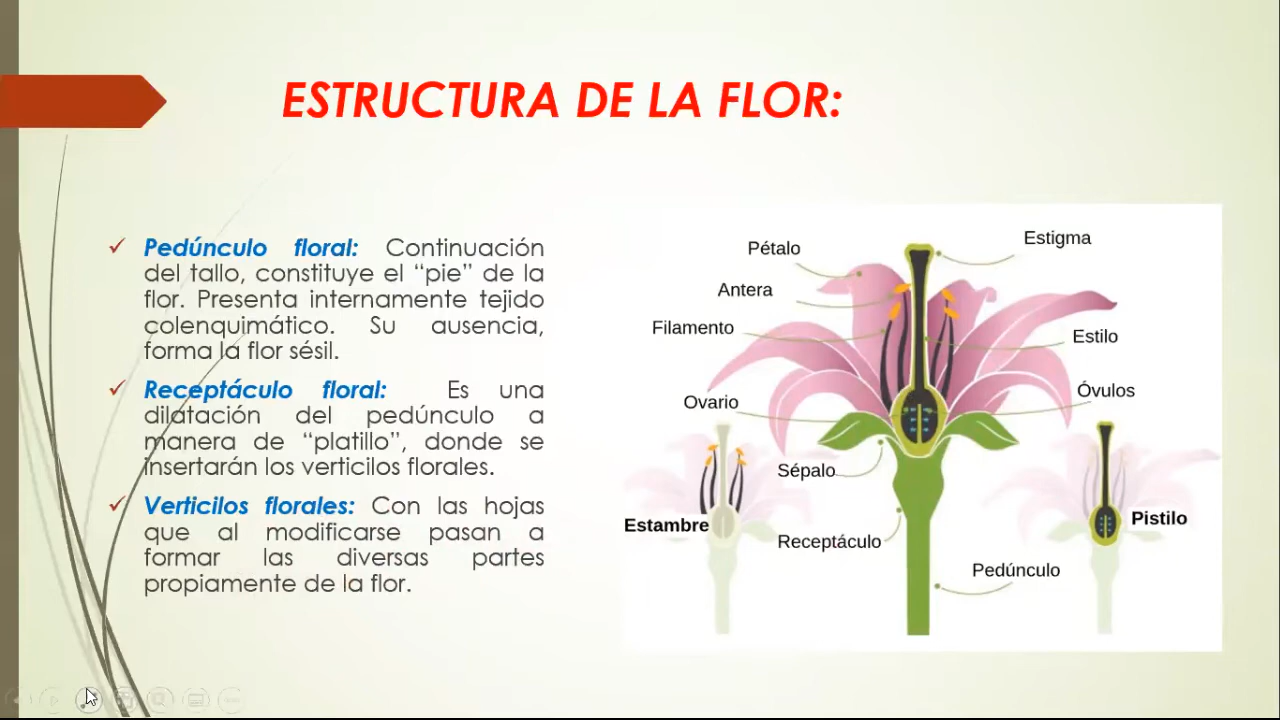 ESTRUCTURA DE LA FLOR:
Pedúnculo floral: Continuación
del tallo, constituye el “pie” de la
flor. Presenta internamente tejido
colenquimático. Su ausencia,
forma la flor sésil.
Receptáculo floral: Es una
dilatación del pedúnculo a
manera de “platillo”, donde se
insertarán los verticilos florales.
Verticilos florales: Con las hojas
que al modificarse pasan a
formar las diversas partes
propiamente de la flor.
Pétalo
Estigma
Antera
Filamento
Estilo
Ovario
Óvulos
Sépalo
Estambre
Pistilo
Receptáculo
Pedúnculo